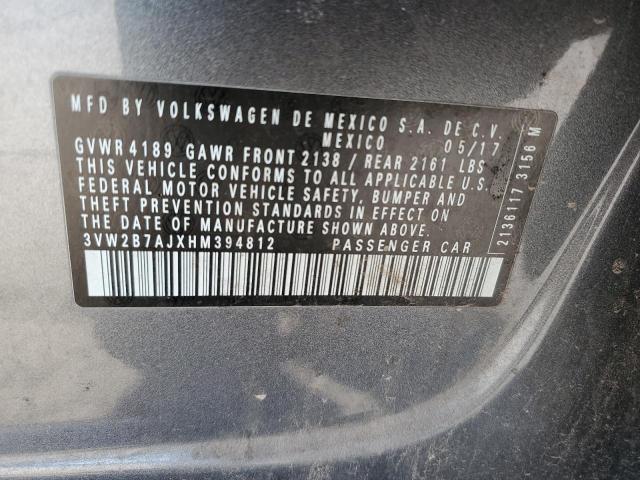 MFD BY VOLKSWAGEN DE MEXICO S.A. DE C.V.
MEXICO 05/17
GVWR 4189 GAWR FRONT 2138 / REAR 2161 LBS
THIS VEHICLE CONFORMS TO ALL APPLICABLE U.S.
FEDERAL MOTOR VEHICLE SAFETY, BUMPER AND
THEFT PREVENTION STANDARDS IN EFFECT ON
THE DATE OF MANUFACTURE SHOWN ABOVE.
3VW2B7AJXHM394812 PASSENGER CAR
2136117 3156 M